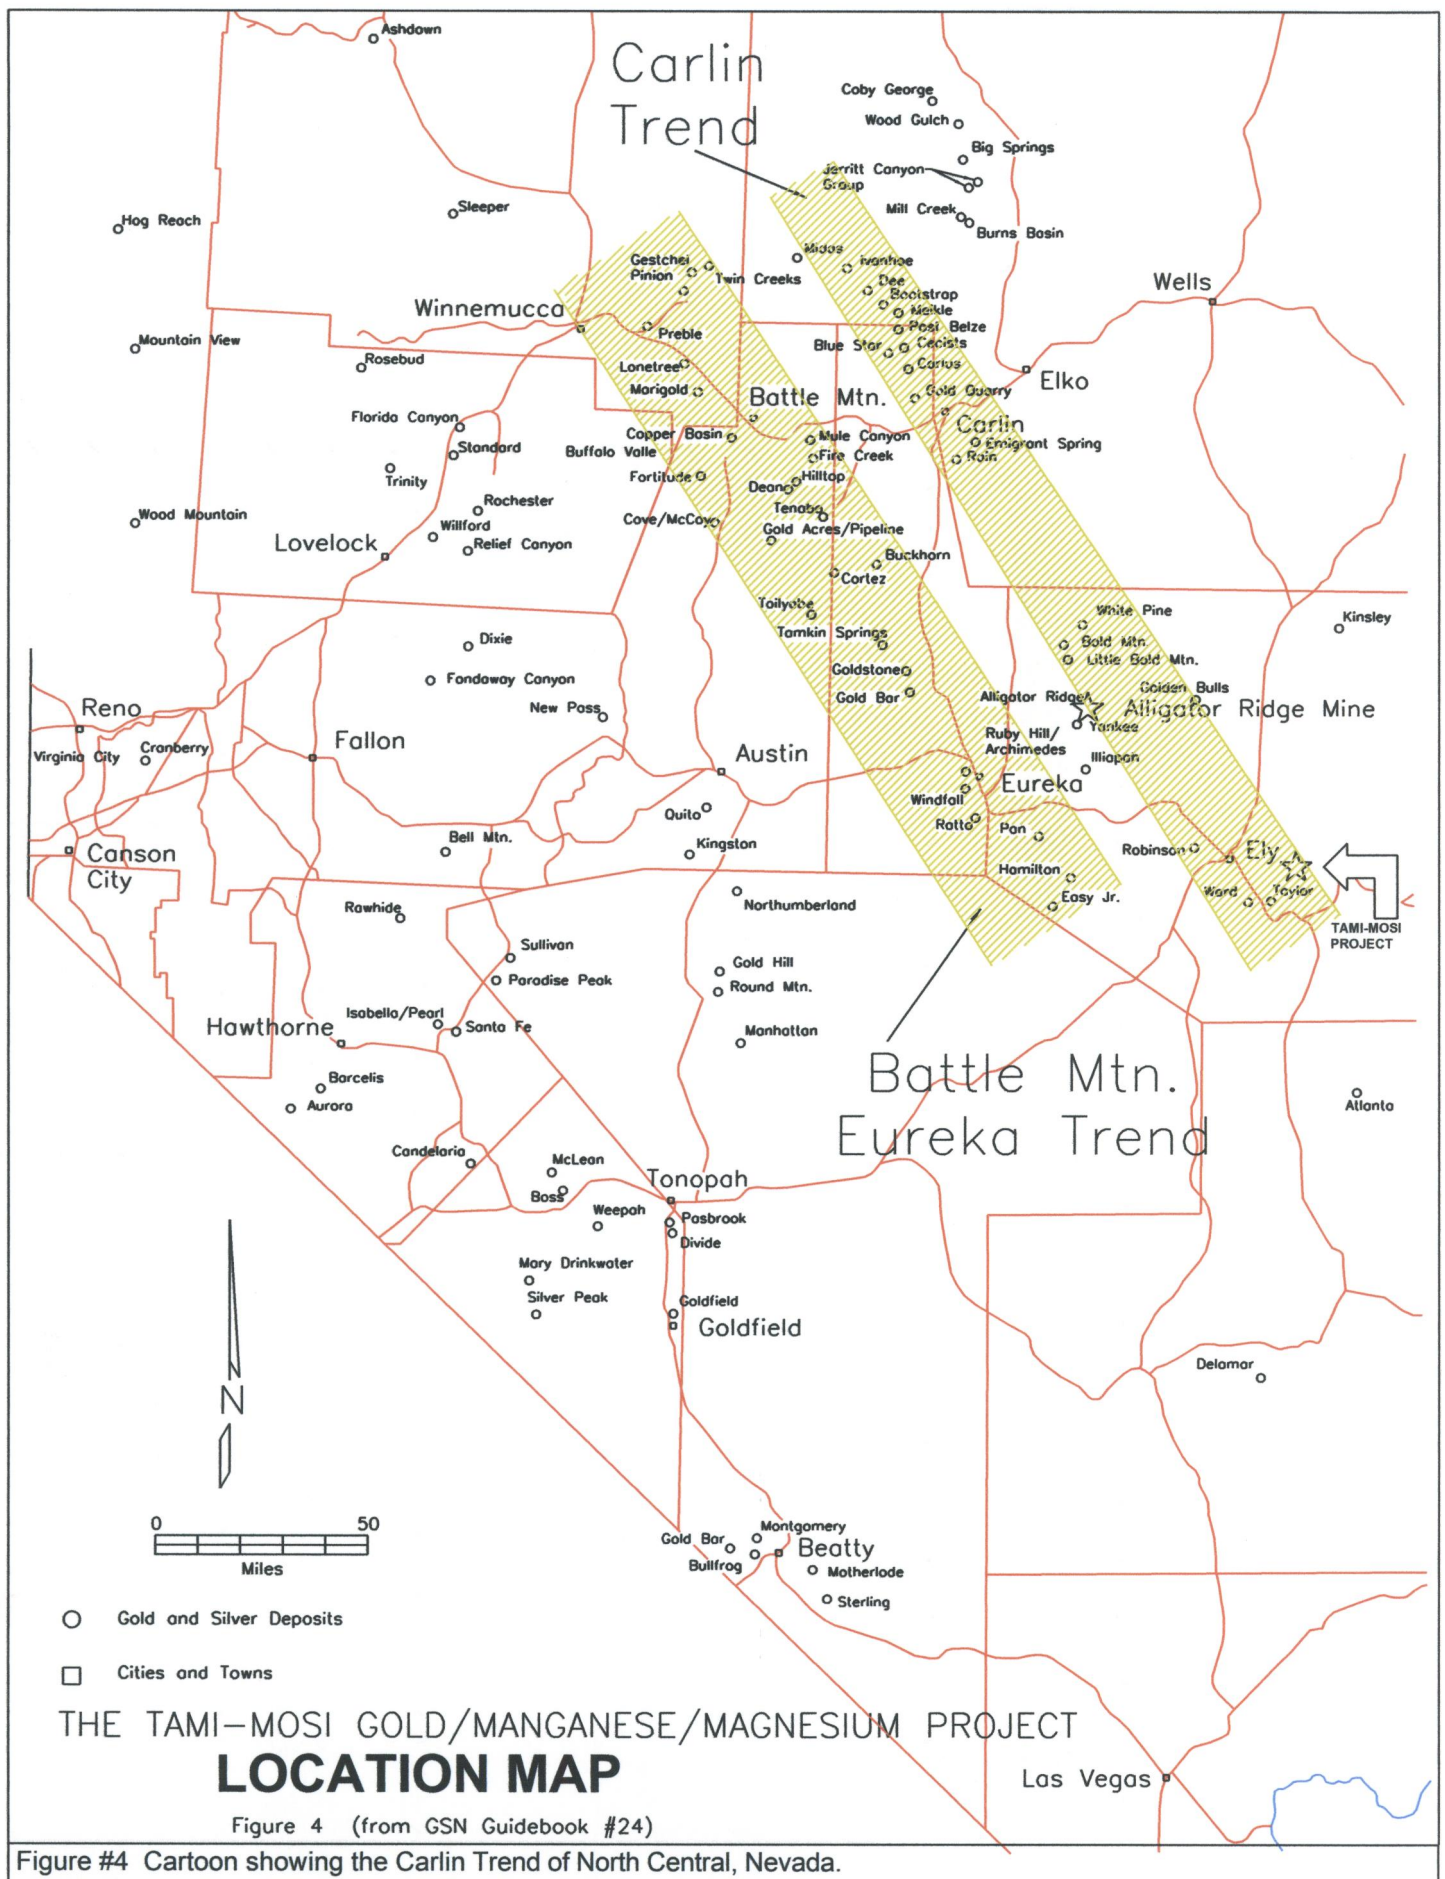 Ashdown
Carlin
Trend
Coby George
Wood Gulch
Big Springs
Jerritt Canyon
Group
Mill Creek
Burns Basin
Sleeper
Hog Reach
Midas
Ivanhoe
Gestchel
Pinion
Twin Creeks
Dee
Bootstrap
Meikle
Wells
Winnemucca
Preble
Post Belze
Mountain View
Blue Star
Rosebud
Lonetree
Elko
Marigold
Battle Mtn.
Gold Quarry
Florida Canyon
Copper Basin
Mule Canyon
Carlin
Emigrant Spring
Standard
Buffalo Valle
Fire Creek
Rain
Trinity
Fortitude
Hilltop
Dean
Rochester
Tenabo
Wood Mountain
Willford
Cove/McCoy
Gold Acres/Pipeline
Lovelock
Relief Canyon
Buckhorn
Cortez
Tailyabe
White Pine
Kinsley
Dixie
Tamkin Springs
Bald Mtn.
Little Bald Mtn.
Fondaway Canyon
Goldstone
Gold Bar
Alligator Ridge
Golden Bulls
Reno
New Pass
Alligator Ridge Mine
Yankee
Virginia City
Cranberry
Fallon
Austin
Ruby Hill/
Archimedes
Illiapan
Eureka
Windfall
Quito
Ratto
Pan
Bell Mtn.
Kingston
Robinson
Ely
Canson
City
Hamilton
Ward
Taylor
Easy Jr.
Rawhide
Northumberland
TAMI-MOSI
PROJECT
Sullivan
Gold Hill
Paradise Peak
Round Mtn.
Isabella/Pearl
Hawthorne
Santa Fe
Manhattan
Barcelis
Aurora
Battle Mtn.
Eureka Trend
Atlanta
Candelaria
McLean
Boss
Tonopah
Weepah
Pasbrook
Divide
Mary Drinkwater
Silver Peak
Goldfield
Goldfield
Delamar
N
0 50
Miles
Montgomery
Gold Bar
Beatty
Bullfrog
Motherlode
Sterling
Gold and Silver Deposits
Cities and Towns
THE TAMI-MOSI GOLD/MANGANESE/MAGNESIUM PROJECT
LOCATION MAP
Las Vegas
Figure 4 (from GSN Guidebook #24)
Figure #4 Cartoon showing the Carlin Trend of North Central, Nevada.